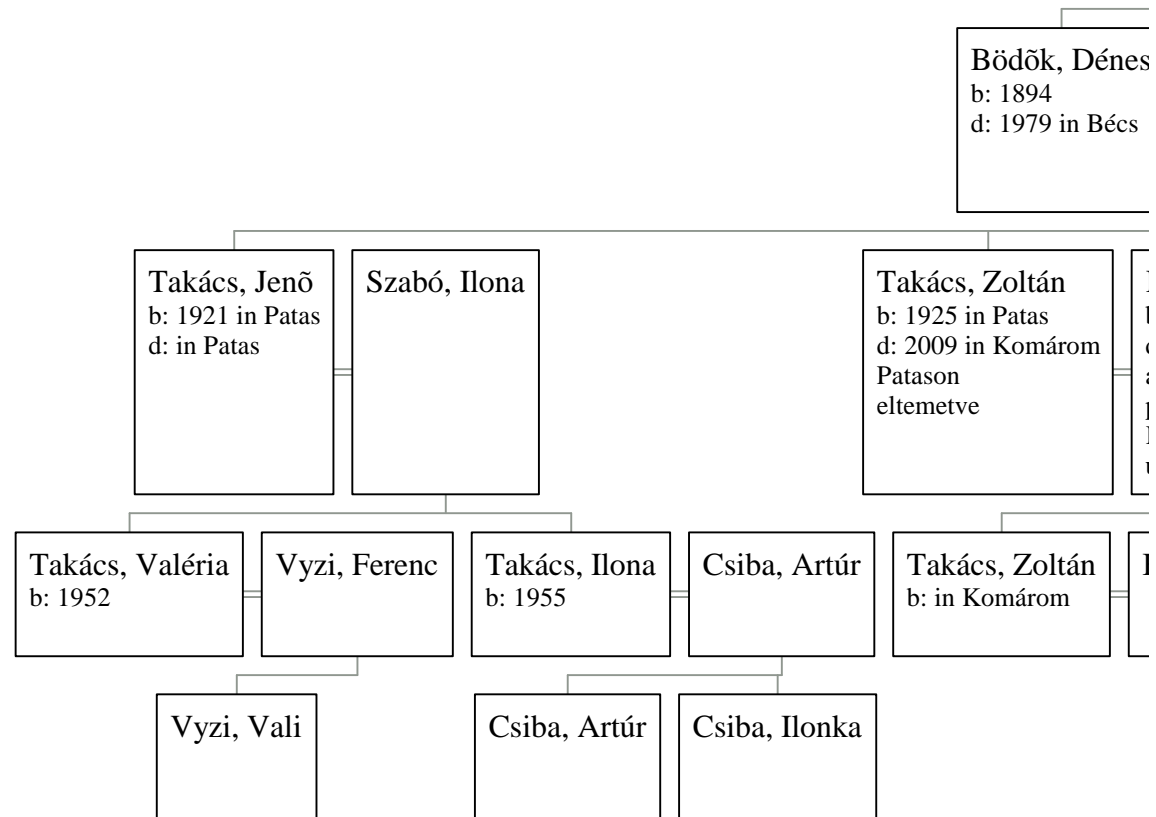 Bödõk, Dénes
b: 1894
d: 1979 in Bécs
Takács, Jenõ
b: 1921 in Patas
d: in Patas
Szabó, Ilona
Takács, Zoltán
b: 1925 in Patas
d: 2009 in Komárom
Patason
eltemetve
Takács, Valéria
b: 1952
Vyzi, Ferenc
Takács, Ilona
b: 1955
Csiba, Artúr
Takács, Zoltán
b: in Komárom
Vyzi, Vali
Csiba, Artúr
Csiba, Ilonka